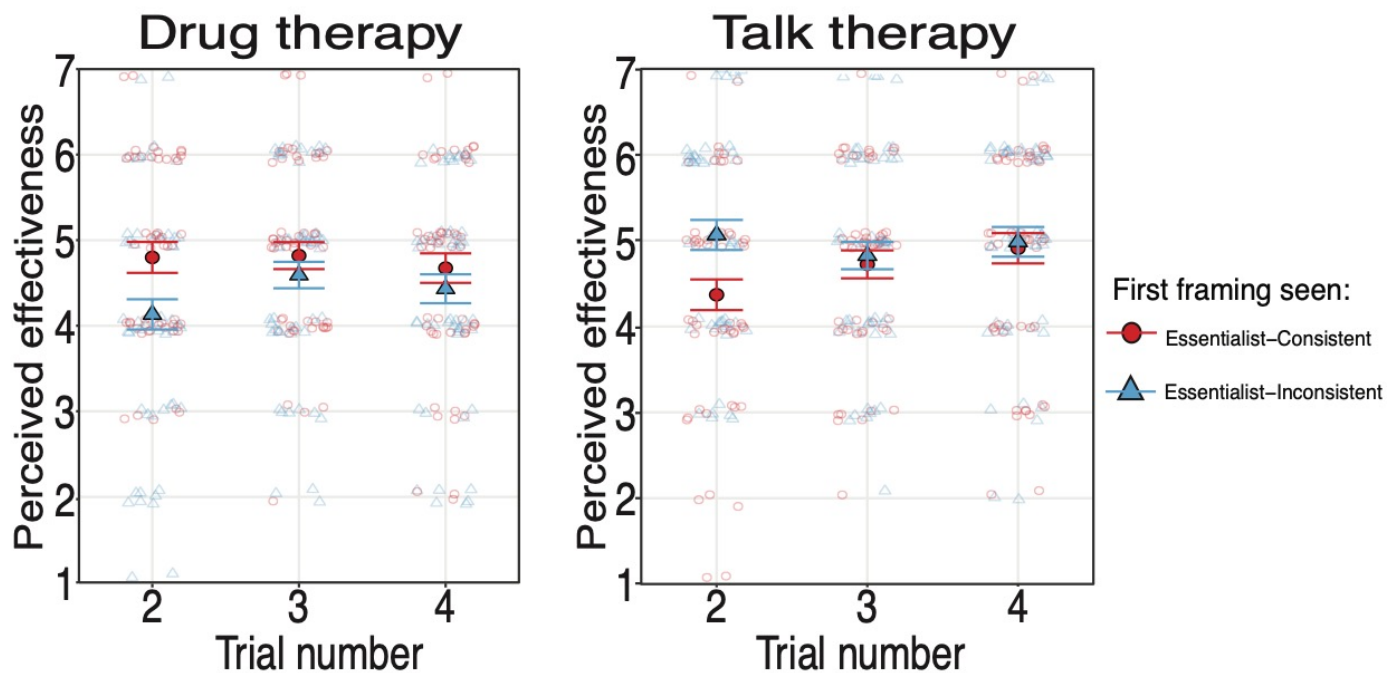 Drug therapy
Perceived effectiveness
7
6
5
4
3
2
1
2 3 4
Trial number
Talk therapy
Perceived effectiveness
7
6
5
4
3
2
1
2 3 4
Trial number
First framing seen:
Essentialist–Consistent
Essentialist–Inconsistent